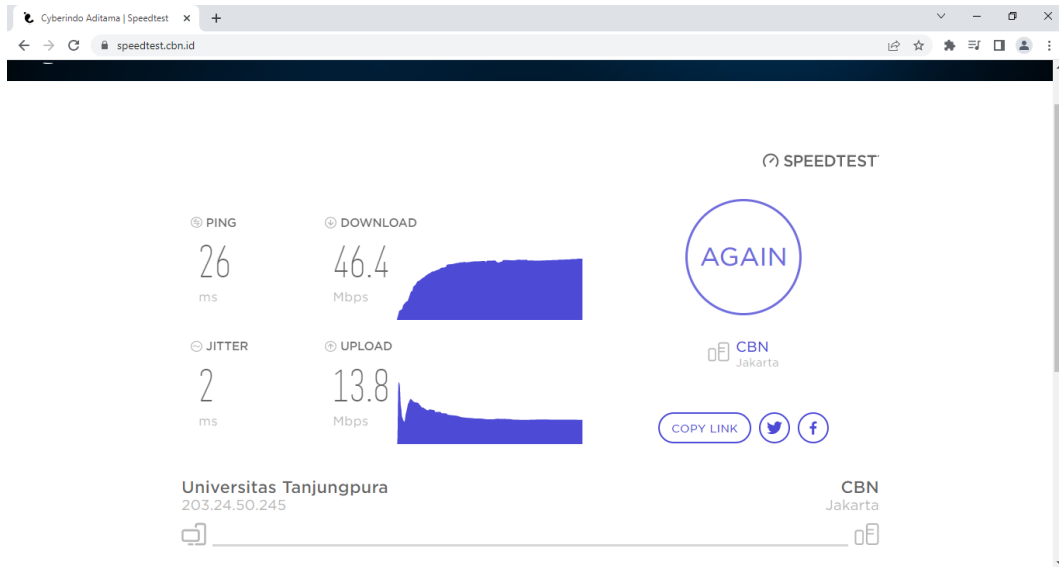 Cyberindo Aditama | Speedtest
speedtest.cbn.id
SPEEDTEST
PING
26
ms
DOWNLOAD
46.4
Mbps
JITTER
2
ms
UPLOAD
13.8
Mbps
AGAIN
CBN
Jakarta
COPY LINK
Universitas Tanjungpura
203.24.50.245
CBN
Jakarta